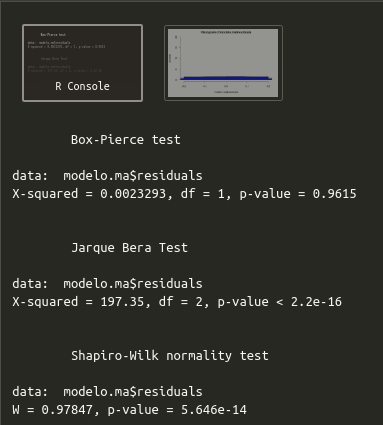 R Console
Box-Pierce test
data:  modelo.ma$residuals
X-squared = 0.0023293, df = 1, p-value = 0.9615
Jarque Bera Test
data:  modelo.ma$residuals
X-squared = 197.35, df = 2, p-value < 2.2e-16
Shapiro-Wilk normality test
data:  modelo.ma$residuals
W = 0.97847, p-value = 5.646e-14